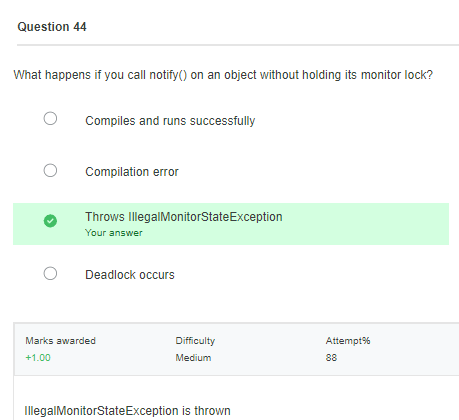 Question 44
What happens if you call notify() on an object without holding its monitor lock?
Compiles and runs successfully
Compilation error
Throws IllegalMonitorStateException
Your answer
Deadlock occurs
Marks awarded Difficulty Attempt%
+1.00 Medium 88
IllegalMonitorStateException is thrown